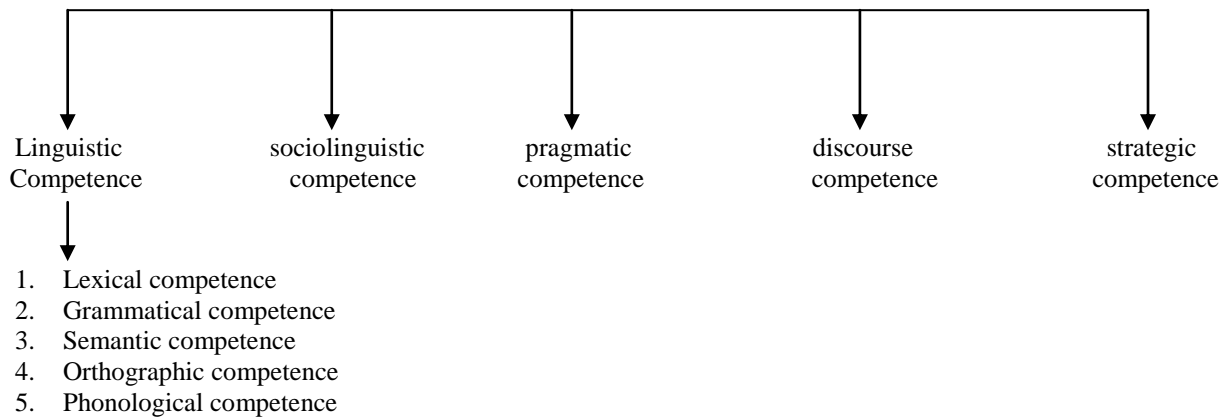 Linguistic sociolinguistic pragmatic discourse strategic
Competence competence competence competence competence
1. Lexical competence
2. Grammatical competence
3. Semantic competence
4. Orthographic competence
5. Phonological competence